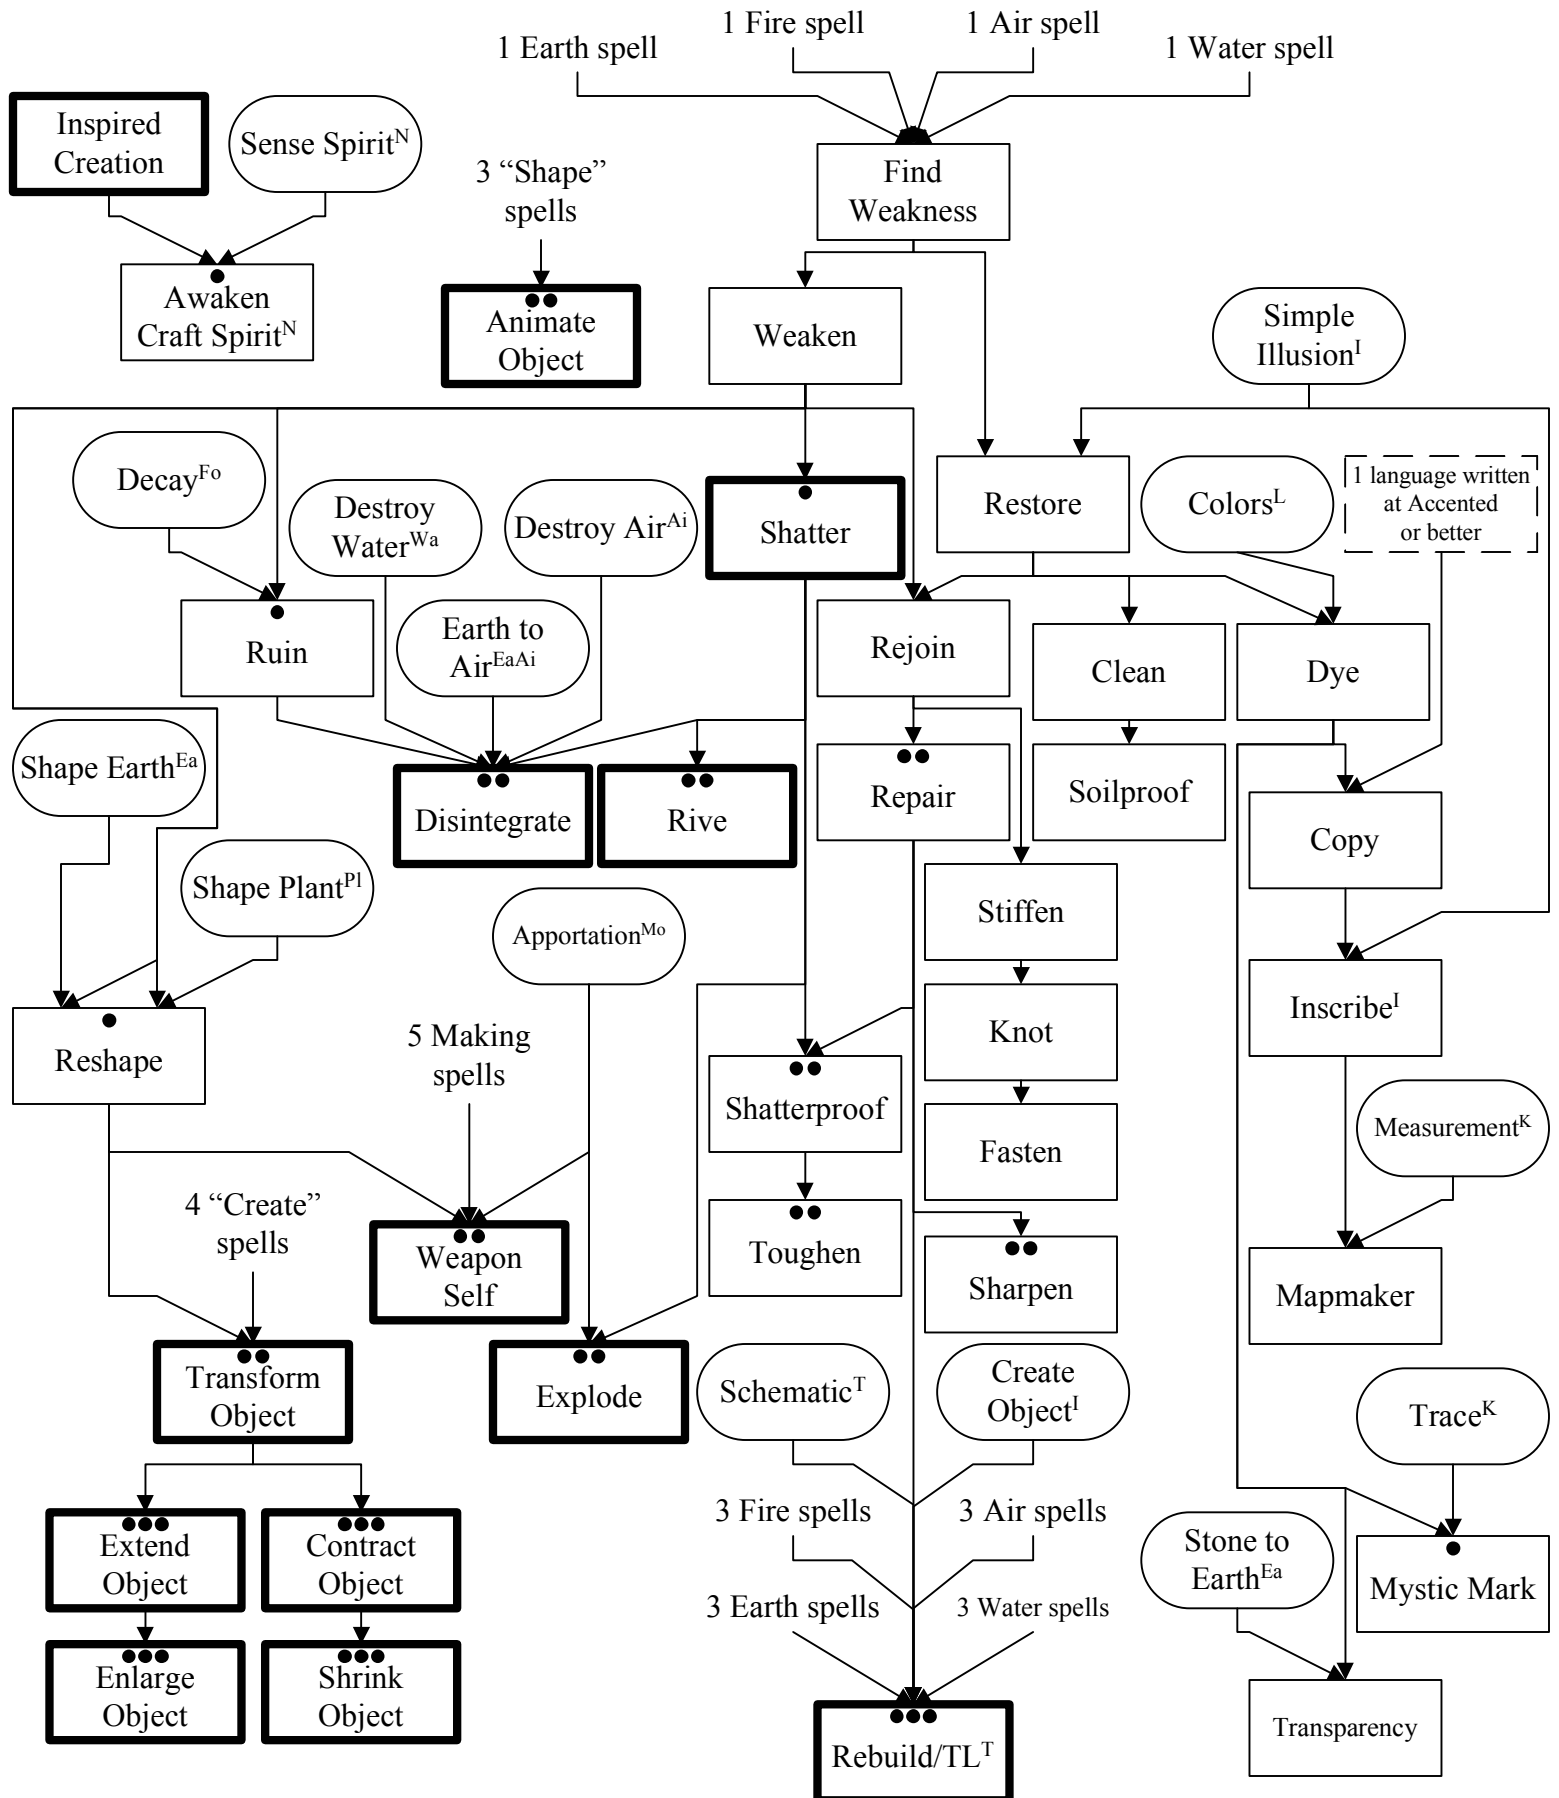 1 Fire spell
1 Air spell
1 Earth spell
1 Water spell
Inspired
Creation
Sense Spirit^N
3 “Shape”
spells
Find
Weakness
Awaken
Craft Spirit^N
Animate
Object
Weaken
Simple
Illusion^I
Decay^Fo
Destroy
Water^Wa
Destroy Air^Ai
Shatter
Restore
Colors^L
1 language written
at Accented
or better
Ruin
Earth to
Air^EaAi
Rejoin
Clean
Dye
Shape Earth^Ea
Disintegrate
Rive
Repair
Soilproof
Copy
Shape Plant^Pl
Apportation^Mo
Stiffen
Inscribe^I
Reshape
5 Making
spells
Knot
Shatterproof
Fasten
Measurement^K
4 “Create”
spells
Weapon
Self
Toughen
Sharpen
Mapmaker
Transform
Object
Explode
Schematic^T
Create
Object^I
Trace^K
Extend
Object
Contract
Object
3 Fire spells
3 Air spells
Stone to
Earth^Ea
Mystic Mark
3 Earth spells
3 Water spells
Enlarge
Object
Shrink
Object
Rebuild/TL^T
Transparency